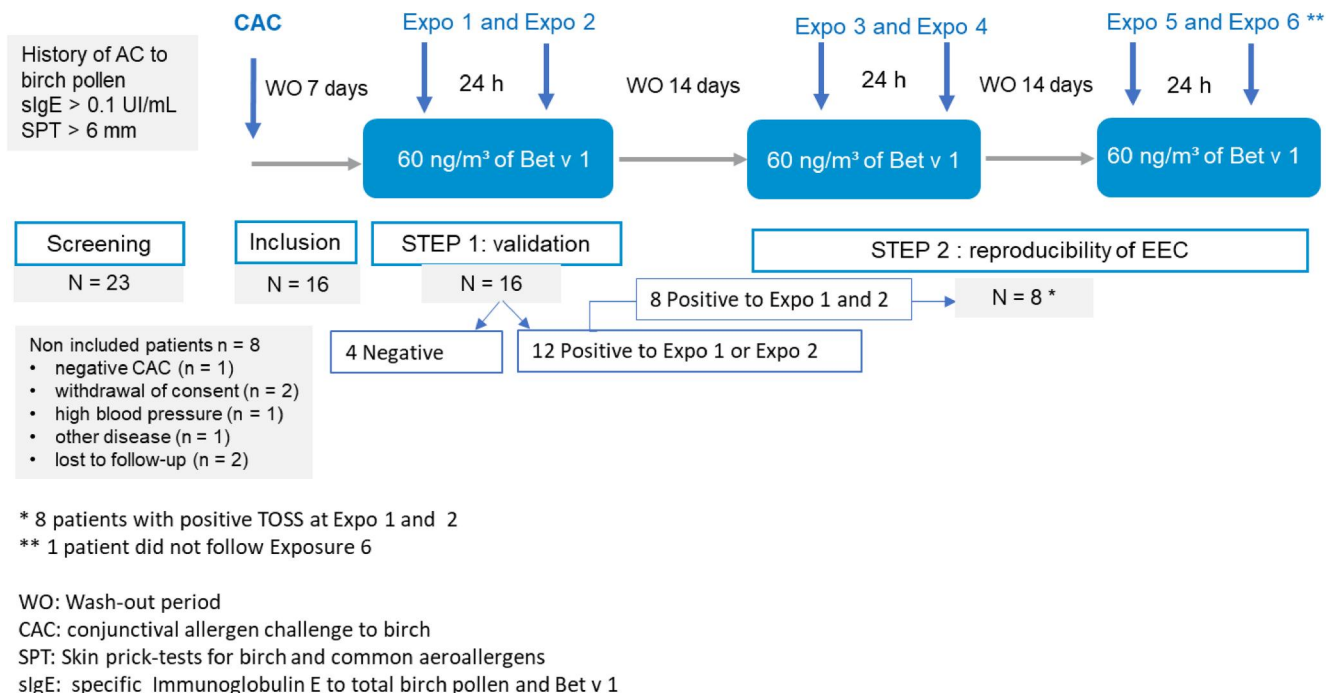 CAC
Expo 1 and Expo 2
Expo 3 and Expo 4
Expo 5 and Expo 6 **
History of AC to
birch pollen
sIgE > 0.1 UI/mL
SPT > 6 mm
WO 7 days
24 h
WO 14 days
24 h
WO 14 days
24 h
60 ng/m³ of Bet v 1
60 ng/m³ of Bet v 1
60 ng/m³ of Bet v 1
Screening
Inclusion
STEP 1: validation
STEP 2 : reproducibility of EEC
N = 23
N = 16
N = 16
8 Positive to Expo 1 and 2
N = 8 *
4 Negative
12 Positive to Expo 1 or Expo 2
Non included patients n = 8
• negative CAC (n = 1)
• withdrawal of consent (n = 2)
• high blood pressure (n = 1)
• other disease (n = 1)
• lost to follow-up (n = 2)
* 8 patients with positive TOSS at Expo 1 and 2
** 1 patient did not follow Exposure 6
WO: Wash-out period
CAC: conjunctival allergen challenge to birch
SPT: Skin prick-tests for birch and common aeroallergens
sIgE: specific Immunoglobulin E to total birch pollen and Bet v 1